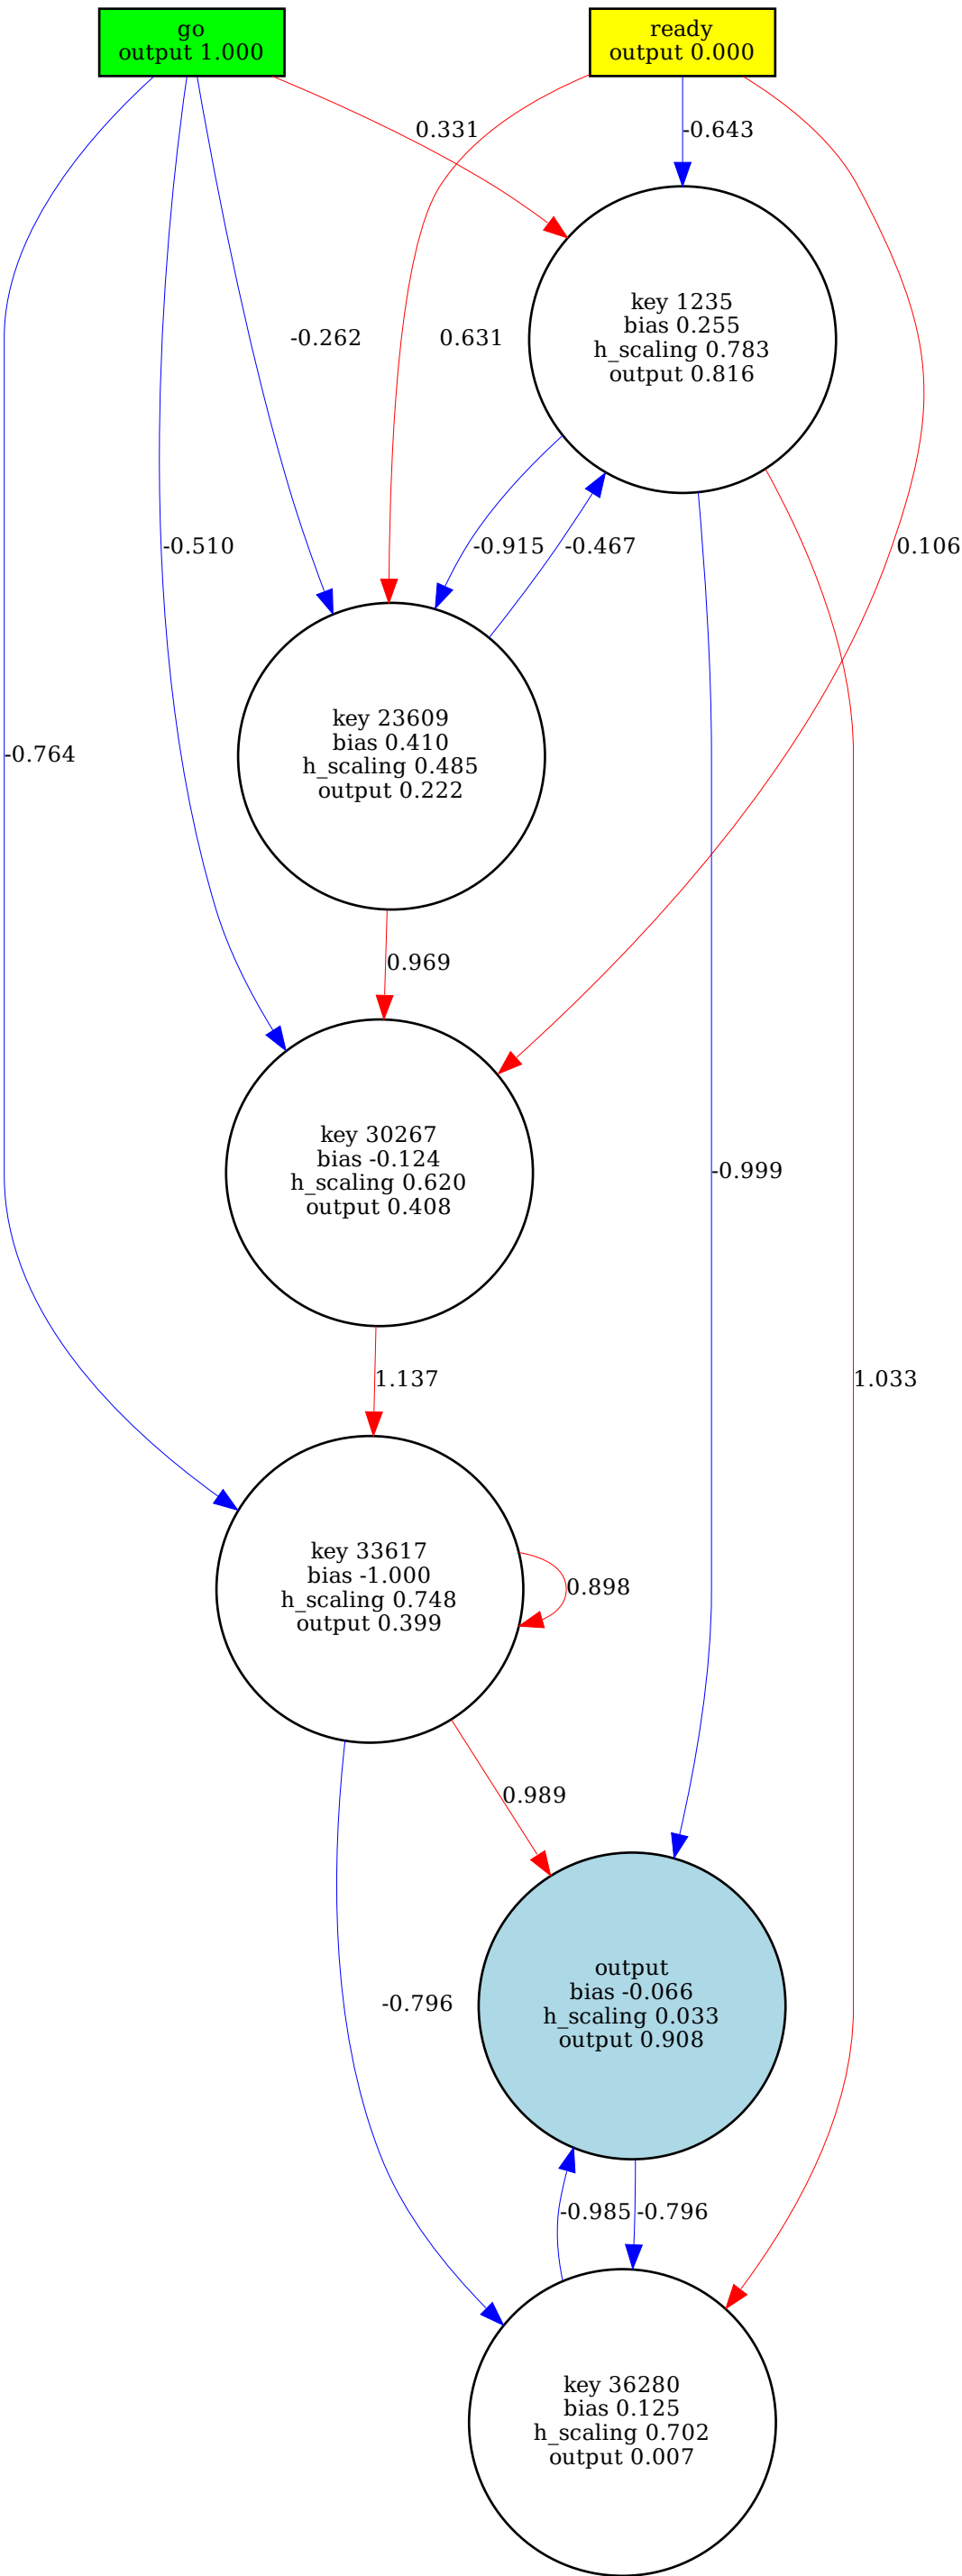 go
output 1.000
ready
output 0.000
0.331
-0.643
key 1235
bias 0.255
h_scaling 0.783
output 0.816
-0.262
0.631
-0.510
-0.915
-0.467
0.106
key 23609
bias 0.410
h_scaling 0.485
output 0.222
-0.764
0.969
key 30267
bias -0.124
h_scaling 0.620
output 0.408
-0.999
1.137
1.033
key 33617
bias -1.000
h_scaling 0.748
output 0.399
0.898
0.989
output
bias -0.066
h_scaling 0.033
output 0.908
-0.796
-0.985
-0.796
key 36280
bias 0.125
h_scaling 0.702
output 0.007